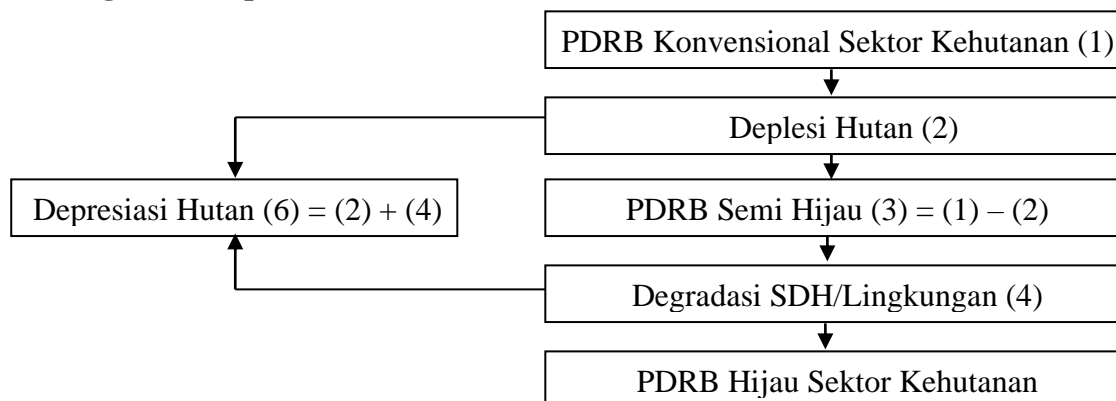 PDRB Konvensional Sektor Kehutanan (1)
Deplesi Hutan (2)
Depresiasi Hutan (6) = (2) + (4)
PDRB Semi Hijau (3) = (1) – (2)
Degradasi SDH/Lingkungan (4)
PDRB Hijau Sektor Kehutanan